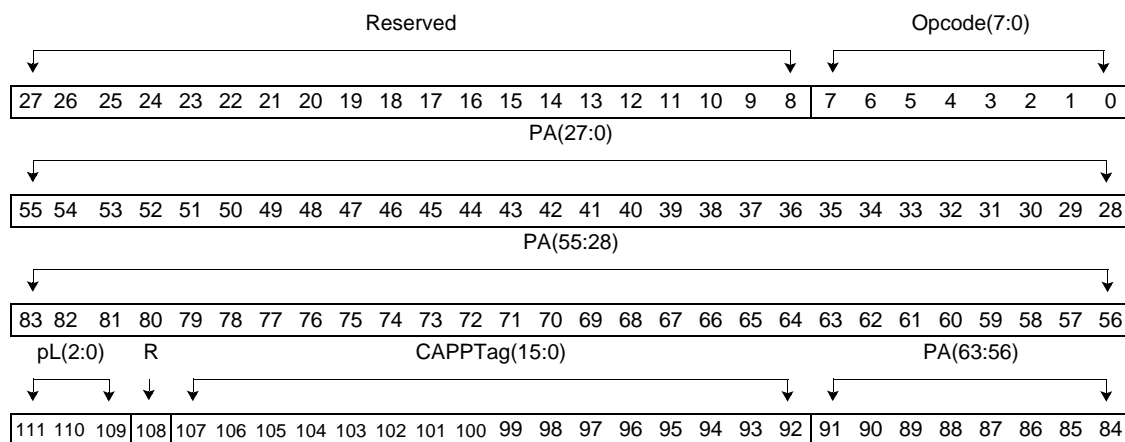 Reserved Opcode(7:0)
27 26 25 24 23 22 21 20 19 18 17 16 15 14 13 12 11 10 9 8 7 6 5 4 3 2 1 0
PA(27:0)
55 54 53 52 51 50 49 48 47 46 45 44 43 42 41 40 39 38 37 36 35 34 33 32 31 30 29 28
PA(55:28)
83 82 81 80 79 78 77 76 75 74 73 72 71 70 69 68 67 66 65 64 63 62 61 60 59 58 57 56
pL(2:0) R CAPPTag(15:0) PA(63:56)
111 110 109 108 107 106 105 104 103 102 101 100 99 98 97 96 95 94 93 92 91 90 89 88 87 86 85 84